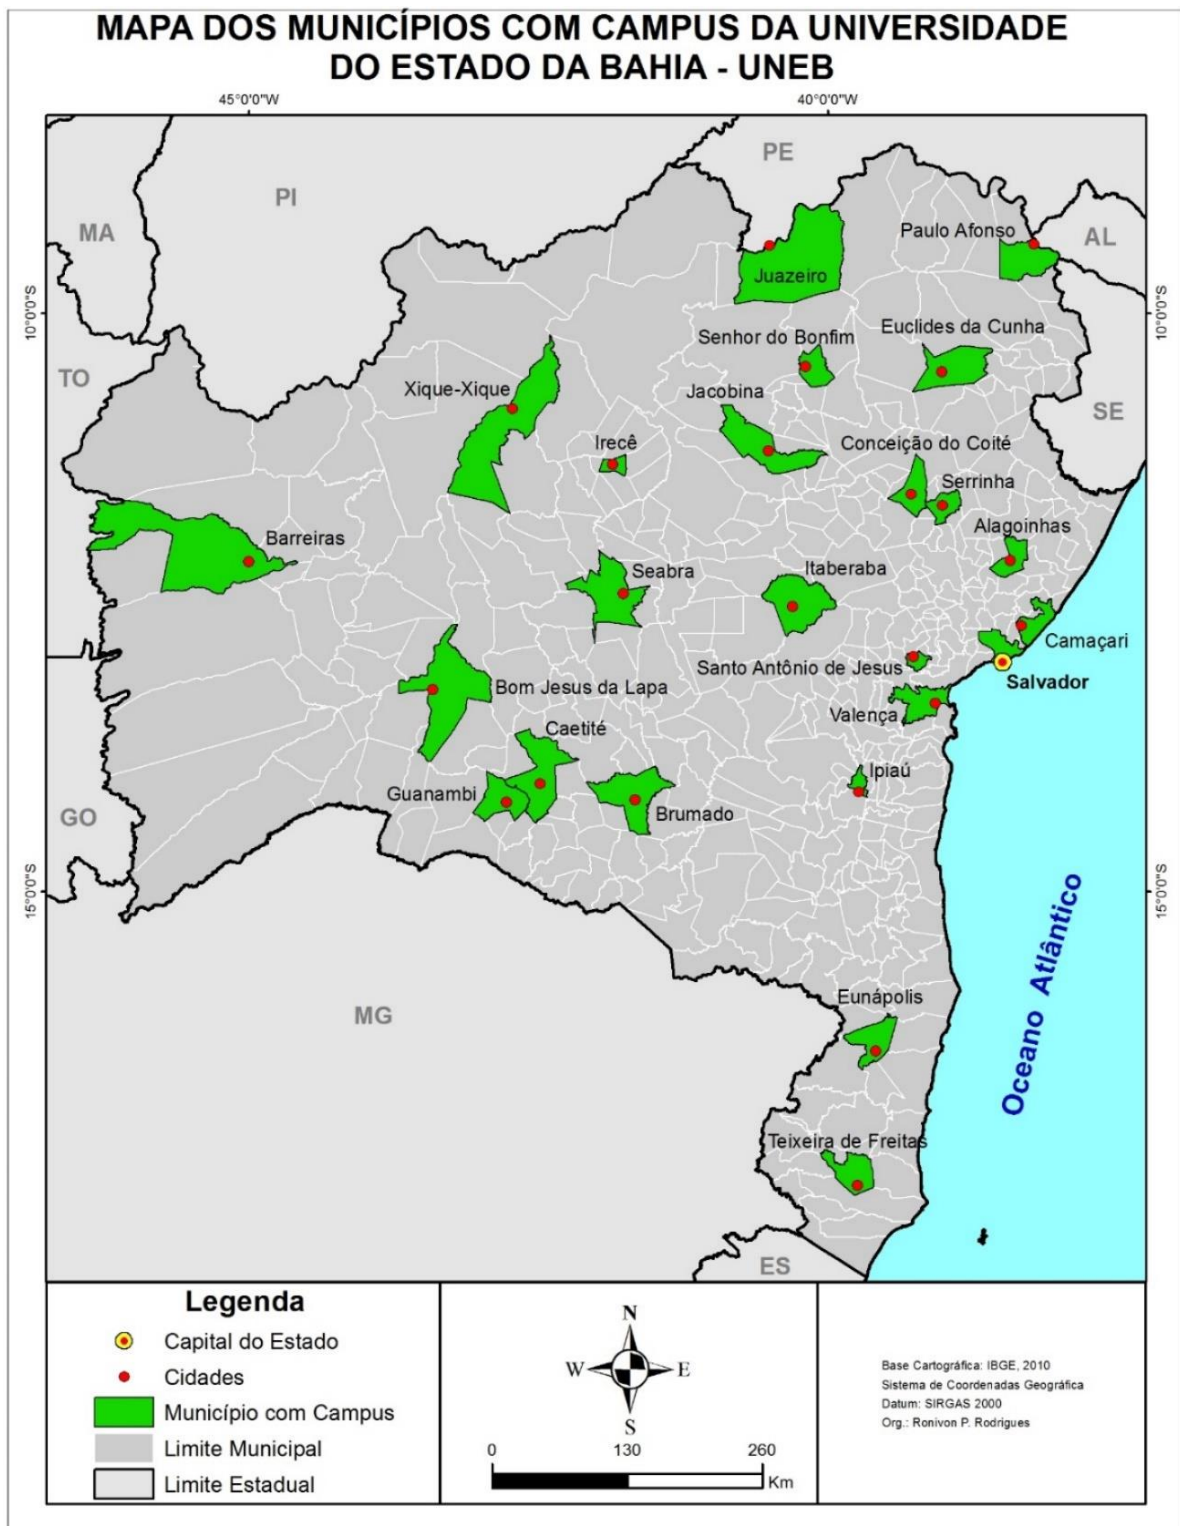 MAPA DOS MUNICÍPIOS COM CAMPUS DA UNIVERSIDADE
DO ESTADO DA BAHIA - UNEB
45°0'0"W
40°0'0"W
PE
PI
MA
AL
Paulo Afonso
Juazeiro
10°0'0"S
10°0'0"S
Senhor do Bonfim
Euclides da Cunha
TO
Xique-Xique
Jacobina
SE
Irecê
Conceição do Coité
Serrinha
Alagoinhas
Barreiras
Seabra
Itaberaba
Camaçari
Santo Antônio de Jesus
Salvador
Bom Jesus da Lapa
Valença
Caetité
Ipiaú
Guanambi
Brumado
GO
15°0'0"S
15°0'0"S
Oceano Atlântico
Eunápolis
MG
Teixeira de Freitas
ES
Legenda
Capital do Estado
Cidades
Município com Campus
Limite Municipal
Limite Estadual
N
W
E
S
0
130
260
Km
Base Cartográfica: IBGE, 2010
Sistema de Coordenadas Geográfica
Datum: SIRGAS 2000
Org.: Ronivon P. Rodrigues